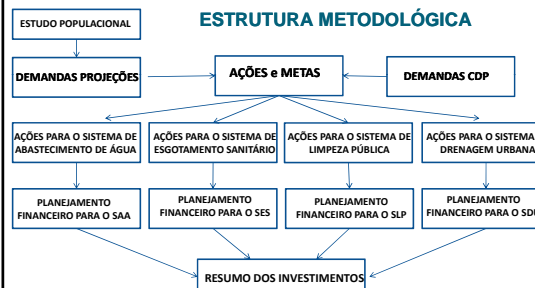 ESTRUTURA METODOLÓGICA
ESTUDO POPULACIONAL
DEMANDAS PROJEÇÕES
AÇÕES e METAS
DEMANDAS CDP
AÇÕES PARA O SISTEMA DE
ABASTECIMENTO DE ÁGUA
AÇÕES PARA O SISTEMA DE
ESGOTAMENTO SANITÁRIO
AÇÕES PARA O SISTEMA DE
LIMPEZA PÚBLICA
AÇÕES PARA O SISTEMA
DRENAGEM URBANA
PLANEJAMENTO
FINANCEIRO PARA O SAA
PLANEJAMENTO
FINANCEIRO PARA O SES
PLANEJAMENTO
FINANCEIRO PARA O SLP
PLANEJAMENTO
FINANCEIRO PARA O SDU
RESUMO DOS INVESTIMENTOS